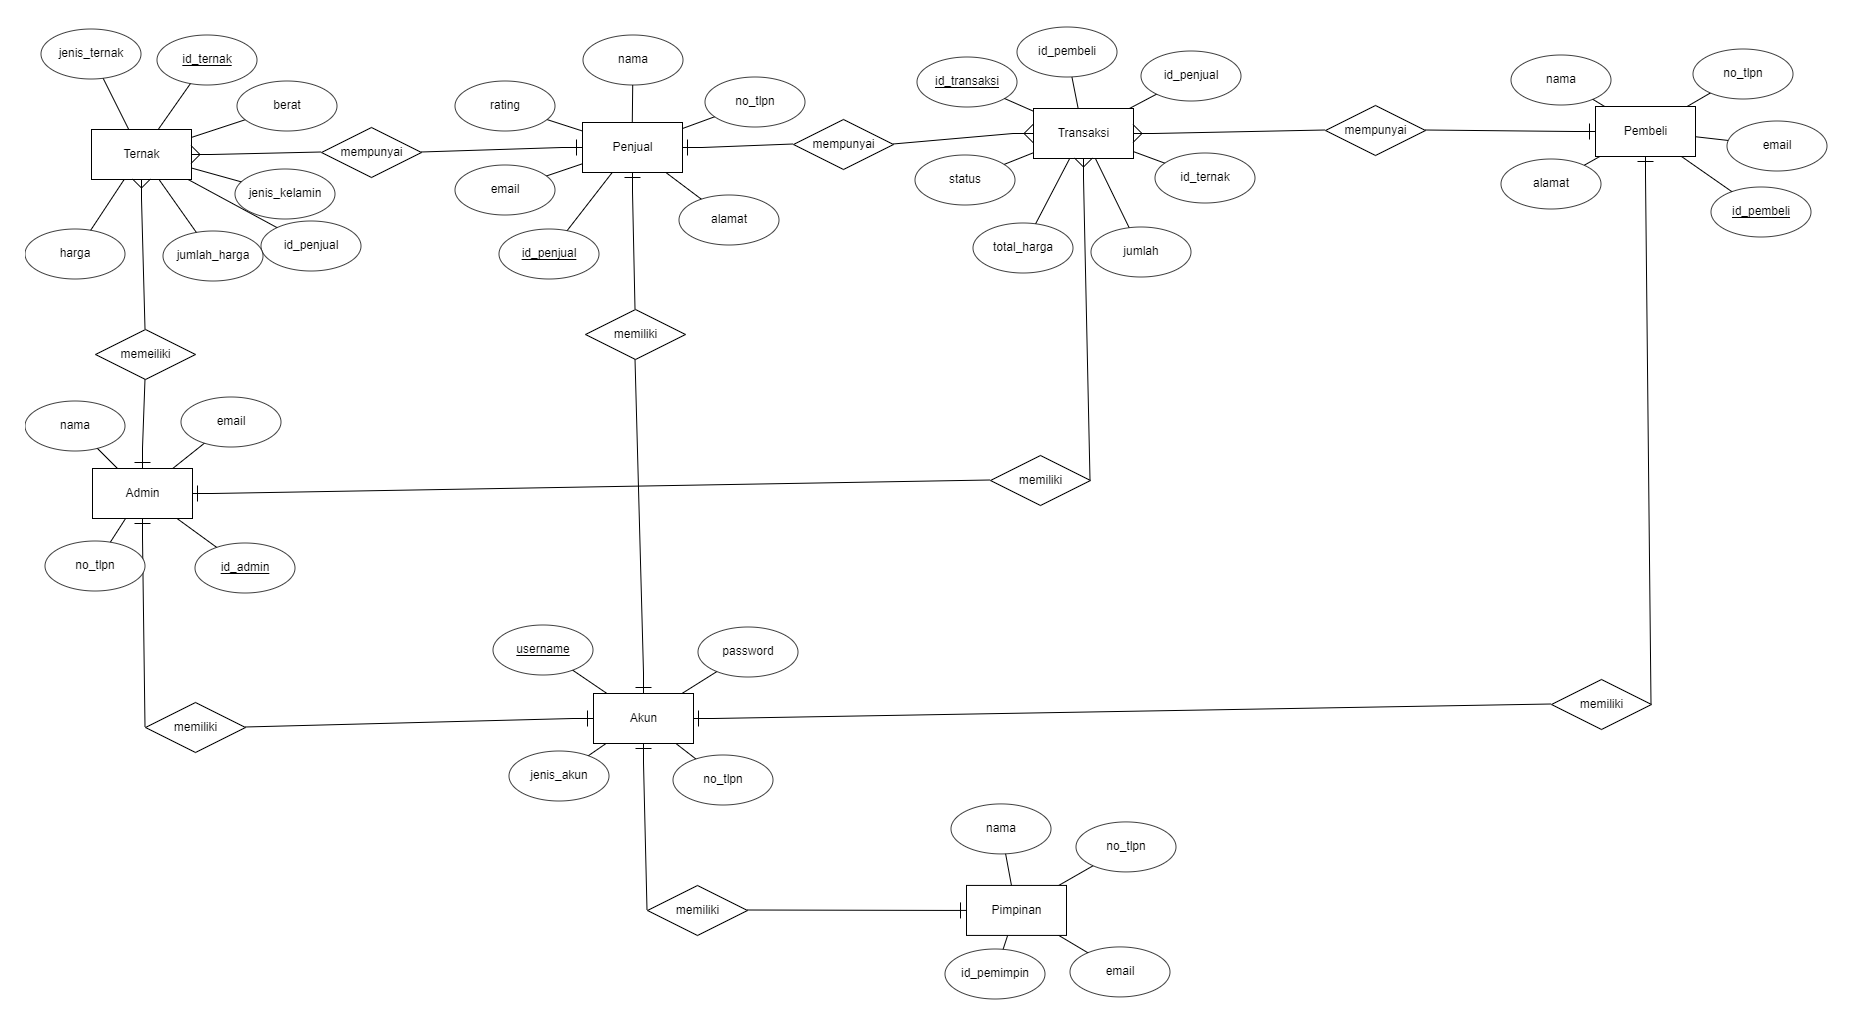 jenis_ternak
id_ternak
berat
Ternak
jenis_kelamin
id_penjual
jumlah_harga
harga
mempunyai
nama
rating
no_tlpn
Penjual
email
alamat
id_penjual
mempunyai
id_pembeli
id_transaksi
id_penjual
Transaksi
status
id_ternak
total_harga
jumlah
mempunyai
nama
no_tlpn
Pembeli
email
alamat
id_pembeli
memeiliki
memiliki
nama
email
Admin
no_tlpn
id_admin
memiliki
username
password
Akun
jenis_akun
no_tlpn
memiliki
memiliki
nama
no_tlpn
memiliki
Pimpinan
id_pemimpin
email